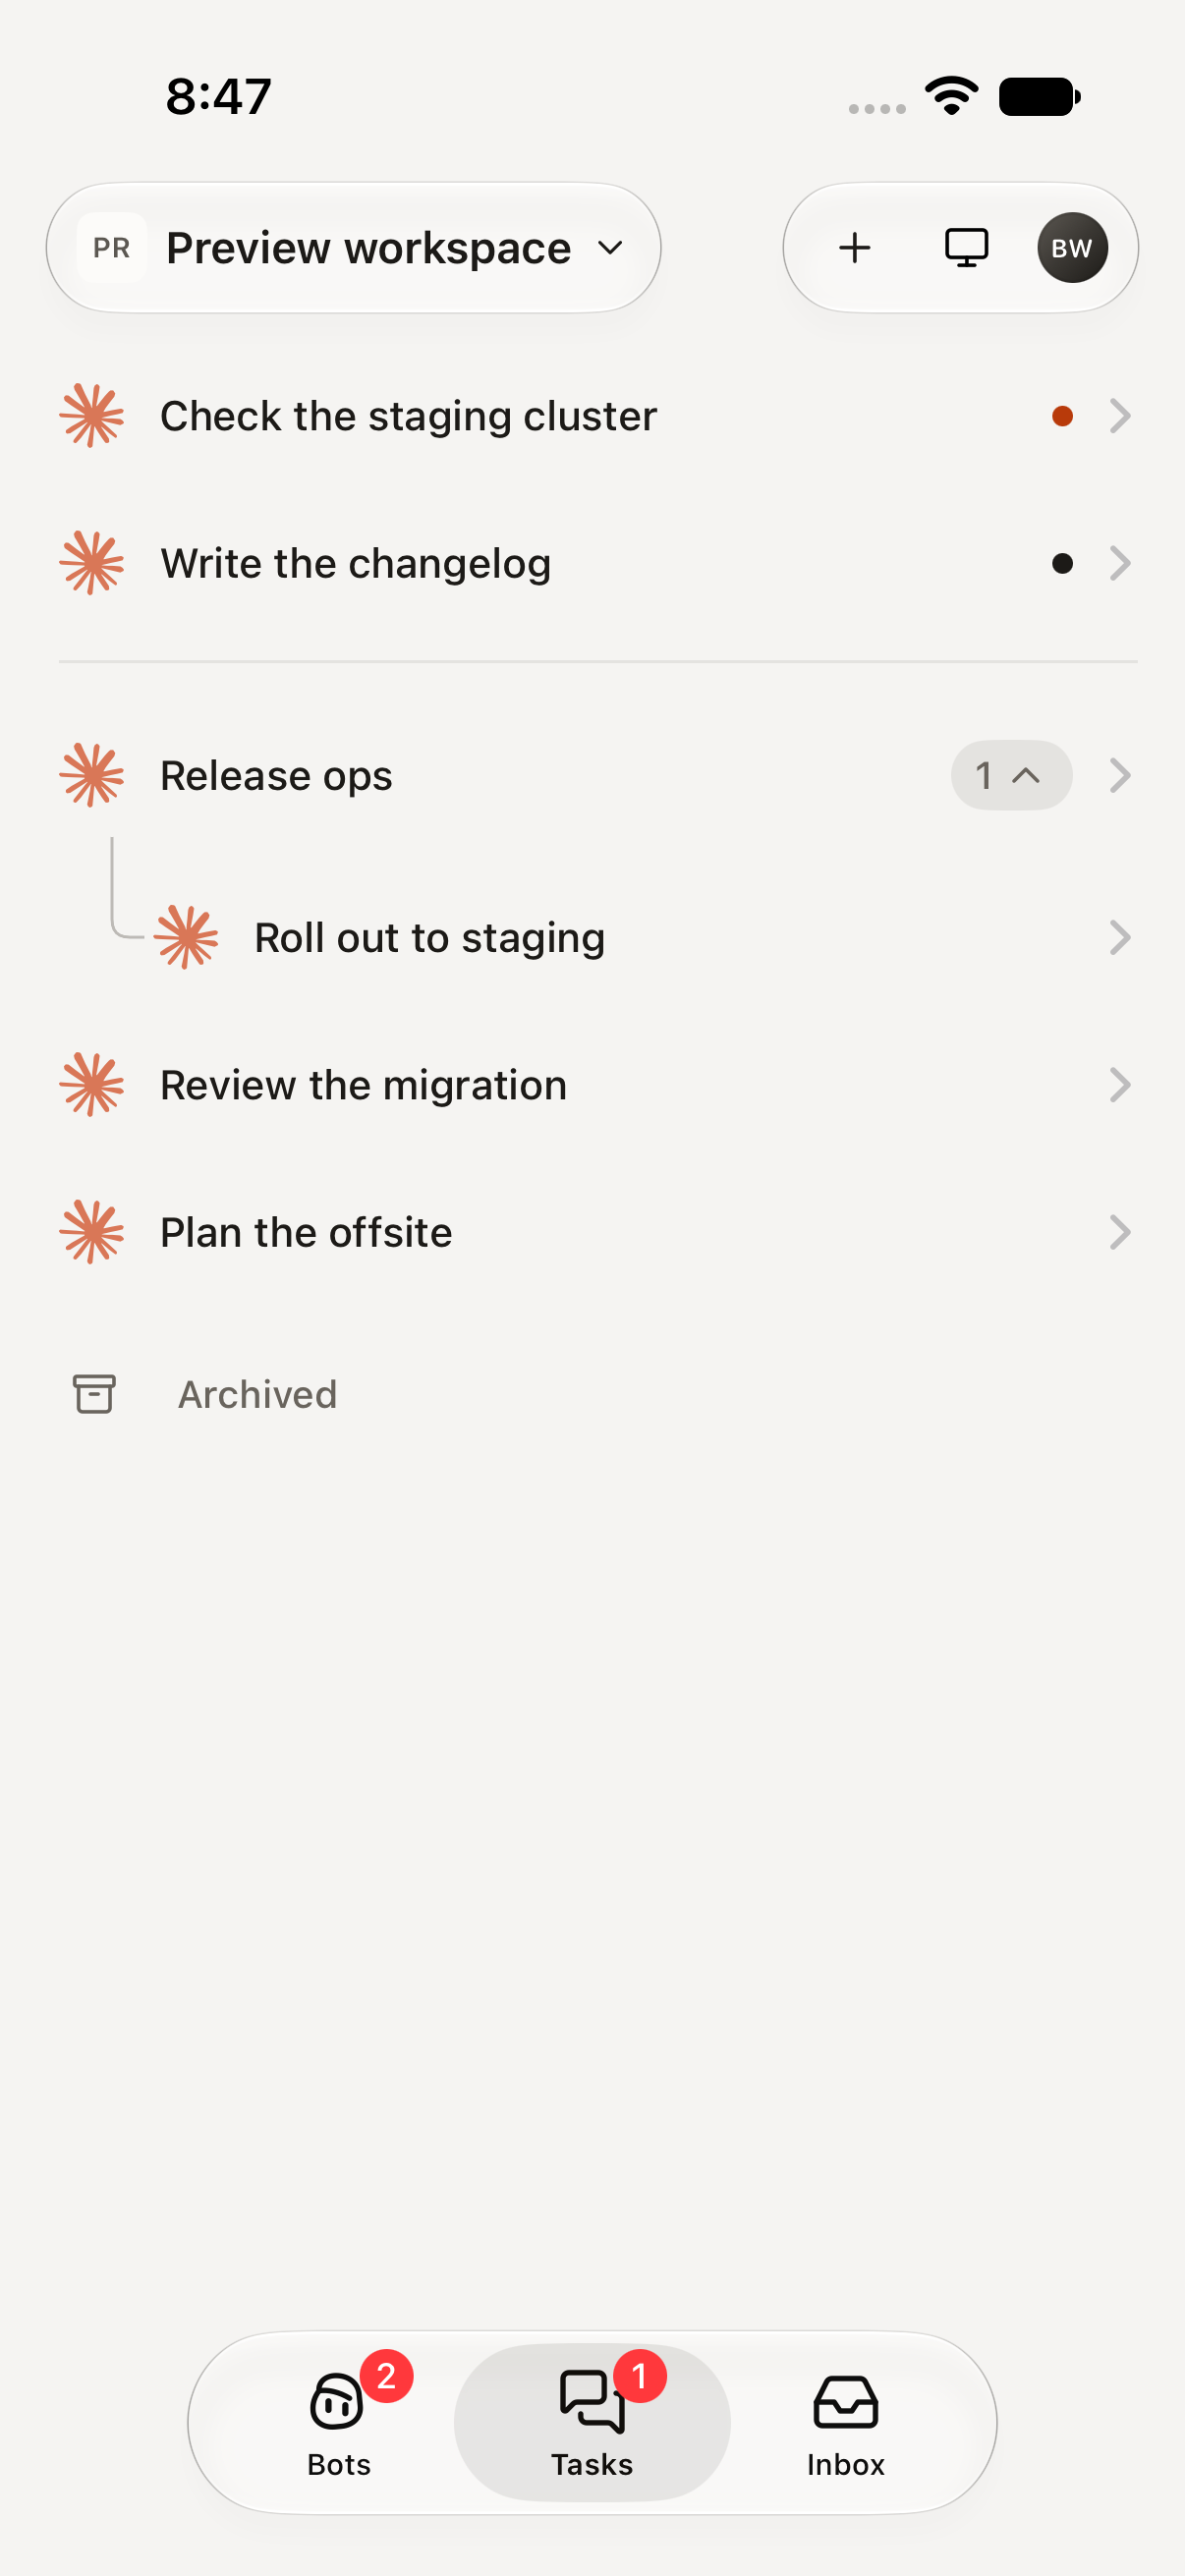 8:47
PR Preview workspace
BW
Check the staging cluster
Write the changelog
Release ops 1
Roll out to staging
Review the migration
Plan the offsite
Archived
2 1
Bots Tasks Inbox